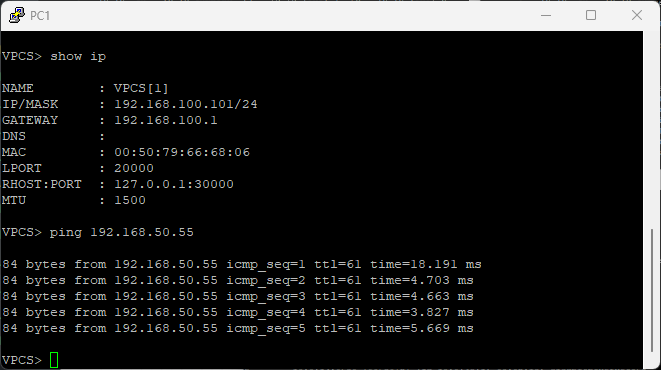 PC1
VPCS> show ip
NAME        : VPCS[1]
IP/MASK     : 192.168.100.101/24
GATEWAY     : 192.168.100.1
DNS         :
MAC         : 00:50:79:66:68:06
LPORT       : 20000
RHOST:PORT  : 127.0.0.1:30000
MTU         : 1500
VPCS> ping 192.168.50.55
84 bytes from 192.168.50.55 icmp_seq=1 ttl=61 time=18.191 ms
84 bytes from 192.168.50.55 icmp_seq=2 ttl=61 time=4.703 ms
84 bytes from 192.168.50.55 icmp_seq=3 ttl=61 time=4.663 ms
84 bytes from 192.168.50.55 icmp_seq=4 ttl=61 time=3.827 ms
84 bytes from 192.168.50.55 icmp_seq=5 ttl=61 time=5.669 ms
VPCS>